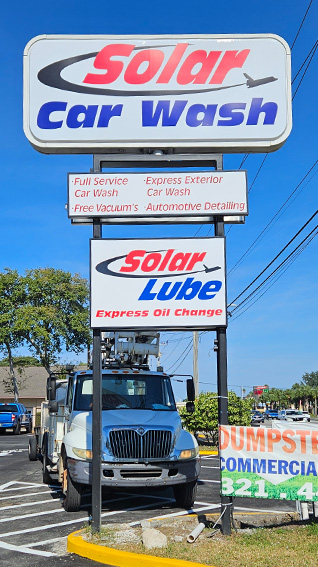 Solar
Car Wash
·Full Service ·Express Exterior
Car Wash Car Wash
·Free Vacuum's ·Automotive Detailing
Solar
Lube
Express Oil Change
DUMPSTE
COMMERCIA
321